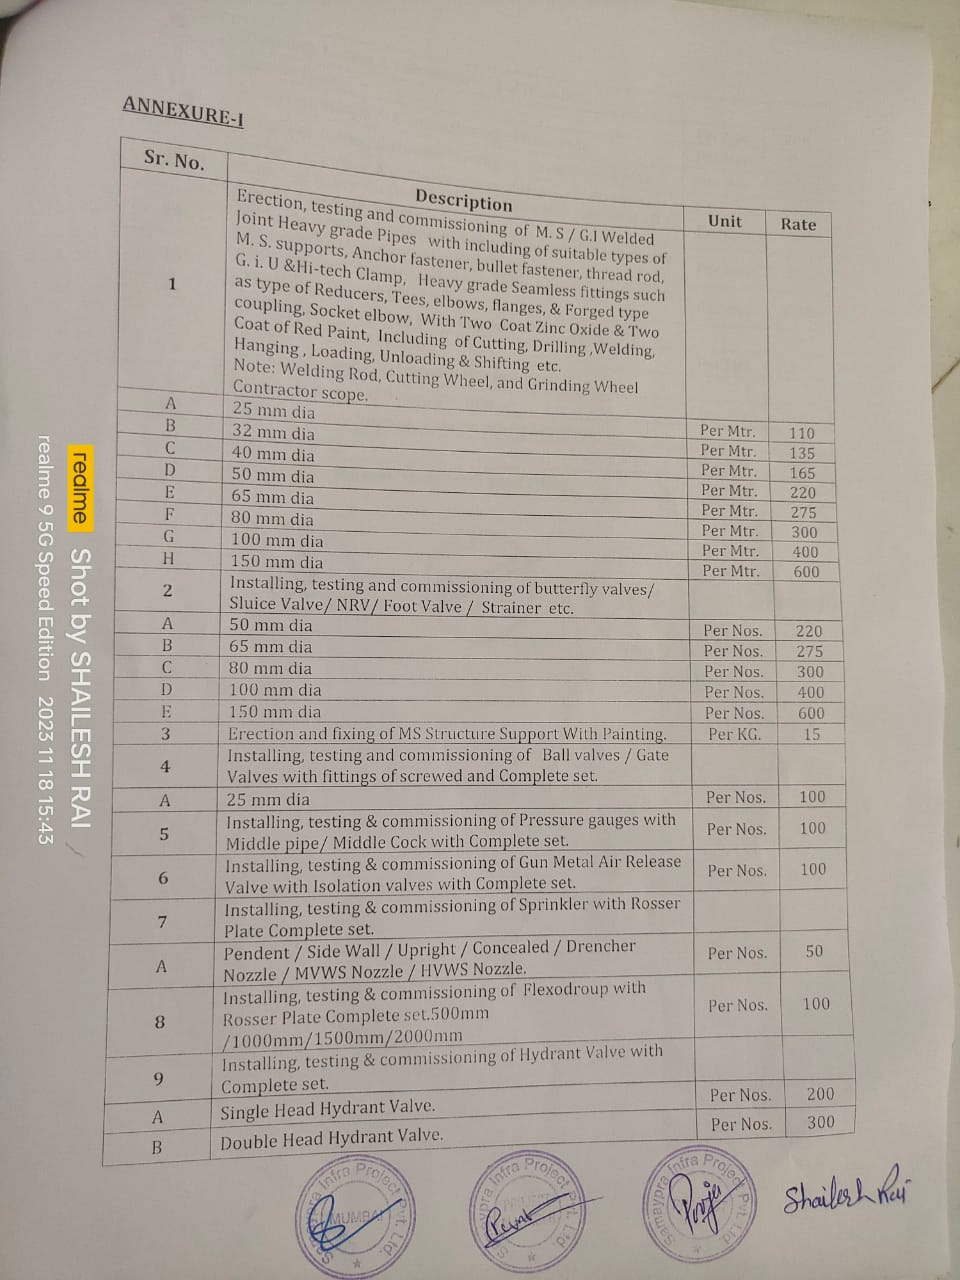 ANNEXURE-I
Sr. No. Description Unit Rate
1
Erection, testing and commissioning of M. S / G.I Welded
Joint Heavy grade Pipes with including of suitable types of
M. S. supports, Anchor fastener, bullet fastener, thread rod,
G. i. U &Hi-tech Clamp, Heavy grade Seamless fittings such
as type of Reducers, Tees, elbows, flanges, & Forged type
coupling, Socket elbow, With Two Coat Zinc Oxide & Two
Coat of Red Paint, Including of Cutting, Drilling ,Welding,
Hanging , Loading, Unloading & Shifting etc.
Note: Welding Rod, Cutting Wheel, and Grinding Wheel
Contractor scope.
A 25 mm dia Per Mtr. 110
B 32 mm dia Per Mtr. 135
C 40 mm dia Per Mtr. 165
D 50 mm dia Per Mtr. 220
E 65 mm dia Per Mtr. 275
F 80 mm dia Per Mtr. 300
G 100 mm dia Per Mtr. 400
H 150 mm dia Per Mtr. 600
2 Installing, testing and commissioning of butterfly valves/
Sluice Valve/ NRV/ Foot Valve / Strainer etc.
A 50 mm dia Per Nos. 220
B 65 mm dia Per Nos. 275
C 80 mm dia Per Nos. 300
D 100 mm dia Per Nos. 400
E 150 mm dia Per Nos. 600
3 Erection and fixing of MS Structure Support With Painting. Per KG. 15
4 Installing, testing and commissioning of Ball valves / Gate
Valves with fittings of screwed and Complete set.
A 25 mm dia Per Nos. 100
5 Installing, testing & commissioning of Pressure gauges with
Middle pipe/ Middle Cock with Complete set. Per Nos. 100
6 Installing, testing & commissioning of Gun Metal Air Release
Valve with Isolation valves with Complete set. Per Nos. 100
7 Installing, testing & commissioning of Sprinkler with Rosser
Plate Complete set.
A Pendent / Side Wall / Upright / Concealed / Drencher
Nozzle / MVWS Nozzle / HVWS Nozzle. Per Nos. 50
8 Installing, testing & commissioning of Flexodroup with
Rosser Plate Complete set.500mm Per Nos. 100
/1000mm/1500mm/2000mm
9 Installing, testing & commissioning of Hydrant Valve with
Complete set.
A Single Head Hydrant Valve. Per Nos. 200
B Double Head Hydrant Valve. Per Nos. 300
Infra Project Pvt. Ltd.
MUMBAI
Infra Project
Samaypra Infra Project Pvt. Ltd
Pooja
Shailesh Rai
realme Shot by SHAILESH RAI
realme 9 5G Speed Edition 2023 11 18 15:43